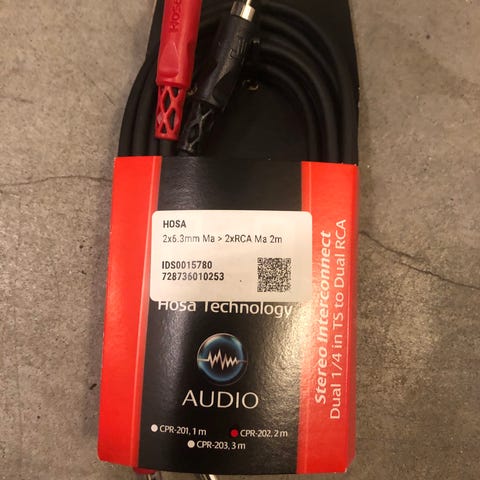 HOSA
HOSA
2x6.3mm Ma > 2xRCA Ma 2m
IDS0015780
728736010253
Hosa Technology
AUDIO
CPR-201, 1 m
CPR-202, 2 m
CPR-203, 3 m
Stereo Interconnect
Dual 1/4 in TS to Dual RCA